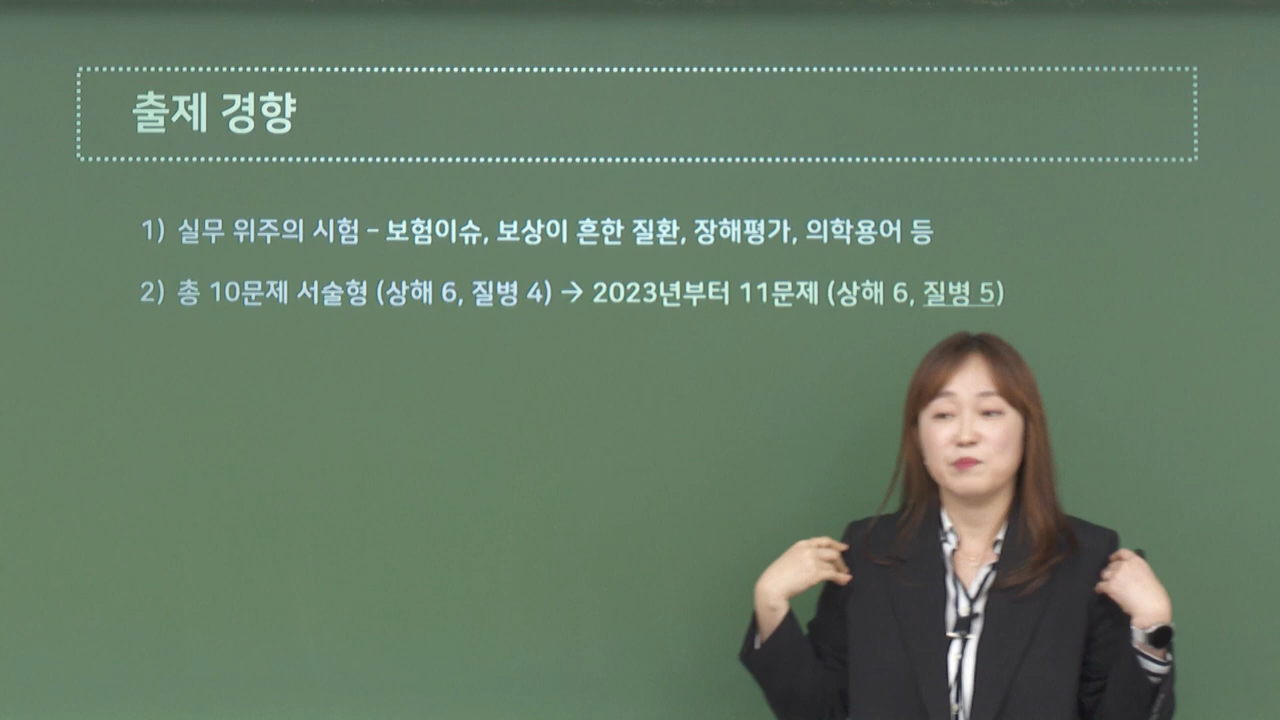 출제 경향
1) 실무 위주의 시험 – 보험이슈, 보상이 흔한 질환, 장해평가, 의학용어 등
2) 총 10문제 서술형 (상해 6, 질병 4) → 2023년부터 11문제 (상해 6, 질병 5)